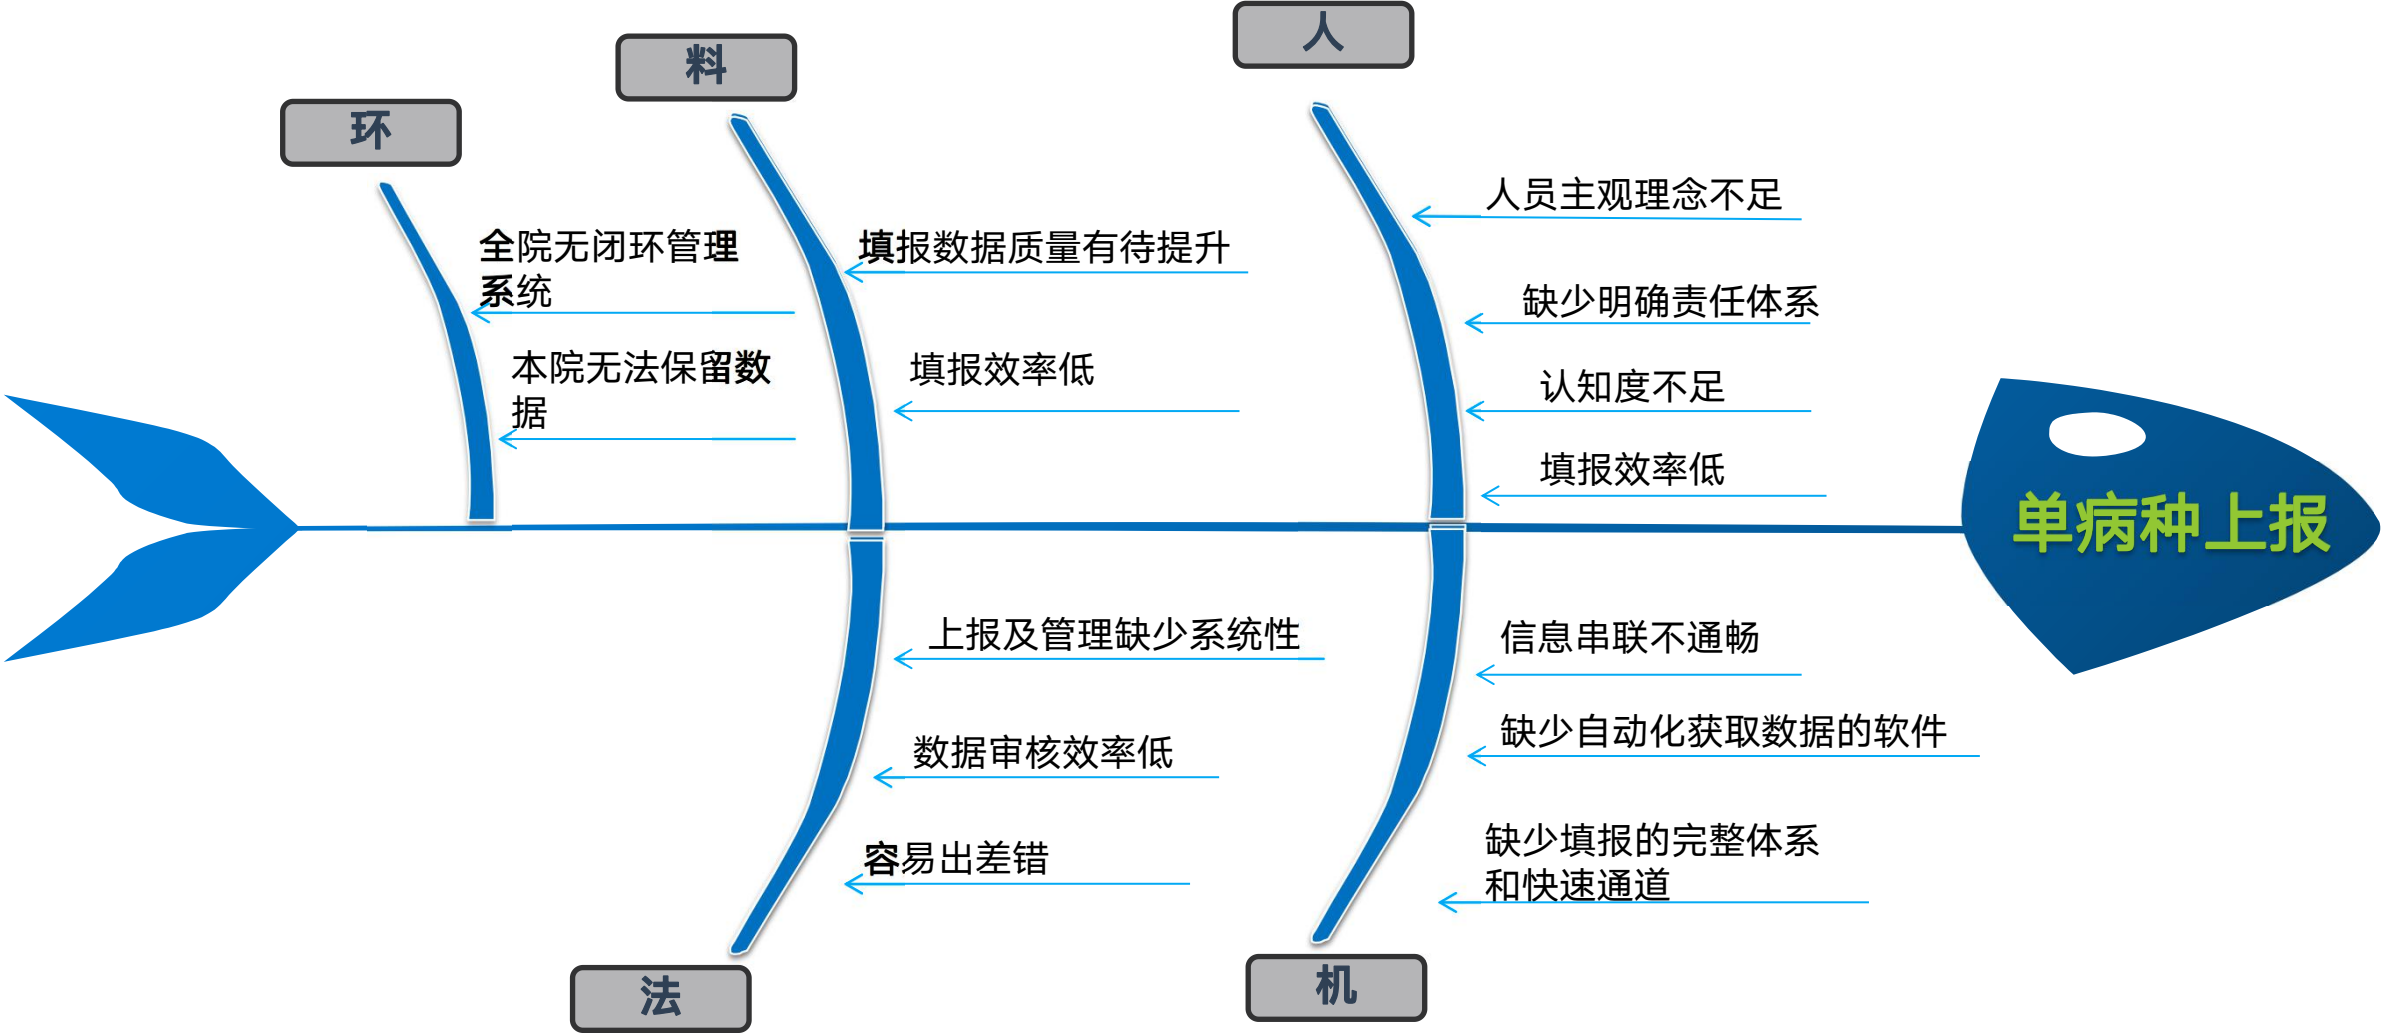 人
料
环
人员主观理念不足
全院无闭环管理
系统
填报数据质量有待提升
缺少明确责任体系
本院无法保留数
据
填报效率低
认知度不足
填报效率低
单病种上报
上报及管理缺少系统性
信息串联不通畅
数据审核效率低
缺少自动化获取数据的软件
容易出差错
缺少填报的完整体系
和快速通道
法
机